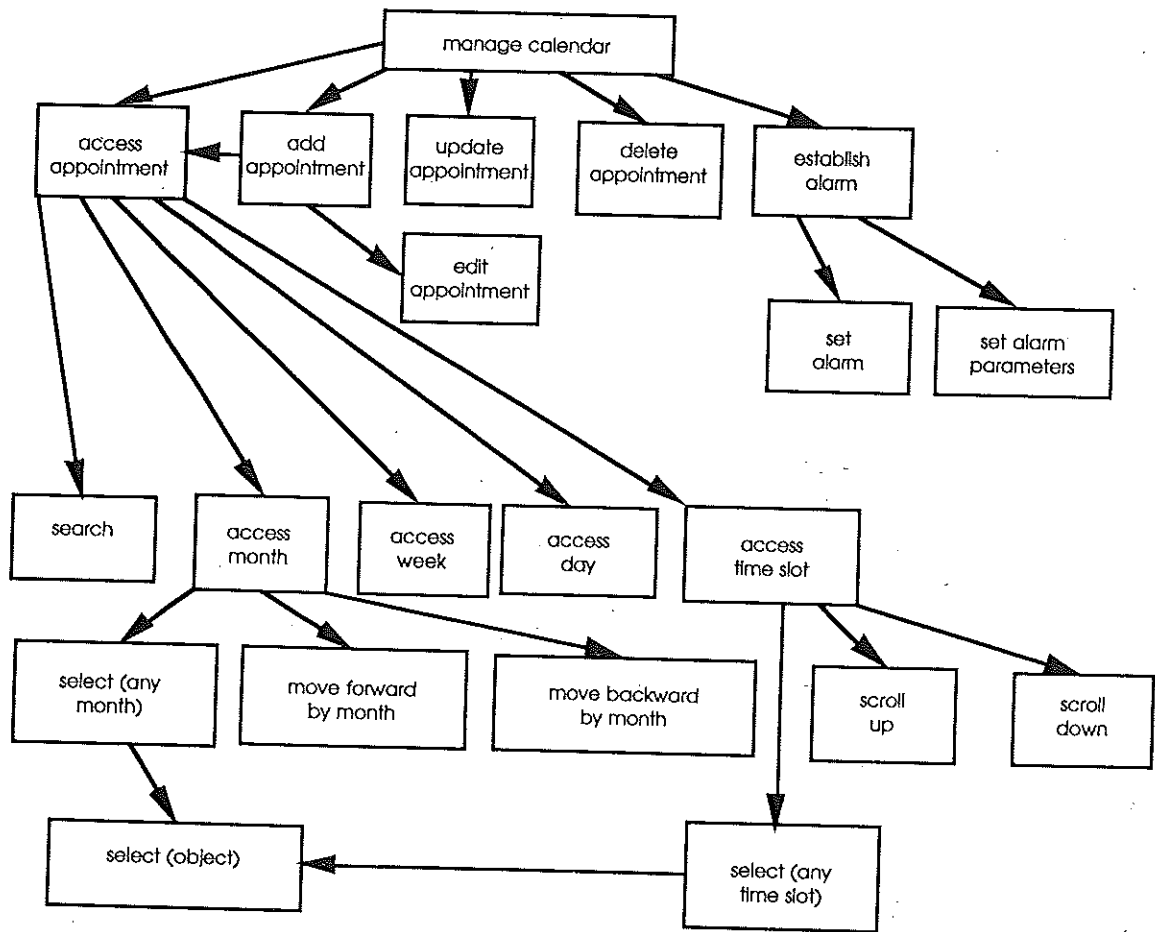 manage calendar
access
appointment
add
appointment
update
appointment
delete
appointment
establish
alarm
edit
appointment
set
alarm
set alarm
parameters
search
access
month
access
week
access
day
access
time slot
select (any
month)
move forward
by month
move backward
by month
scroll
up
scroll
down
select (object)
select (any
time slot)